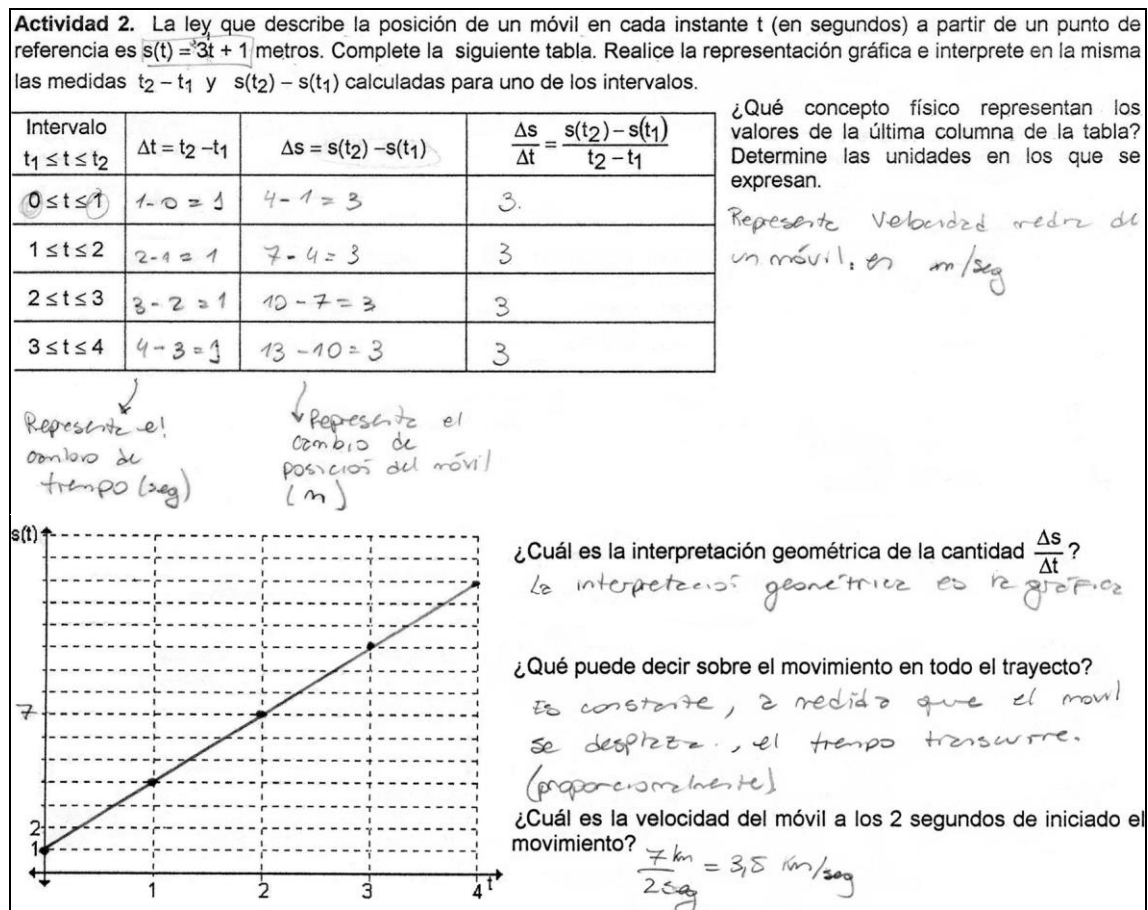 Actividad 2. La ley que describe la posición de un móvil en cada instante t (en segundos) a partir de un punto de
referencia es s(t) = 3t + 1 metros. Complete la siguiente tabla. Realice la representación gráfica e interprete en la misma
las medidas t2 – t1 y s(t2) – s(t1) calculadas para uno de los intervalos.
Intervalo t1 ≤ t ≤ t2 | Δt = t2 –t1 | Δs = s(t2) –s(t1) | Δs/Δt = (s(t2) – s(t1))/(t2 – t1)
0 ≤ t ≤ 1 | 1-0 = 1 | 4-1 = 3 | 3.
1 ≤ t ≤ 2 | 2-1 = 1 | 7-4 = 3 | 3
2 ≤ t ≤ 3 | 3-2 = 1 | 10-7 = 3 | 3
3 ≤ t ≤ 4 | 4-3 = 1 | 13-10 = 3 | 3
¿Qué concepto físico representan los
valores de la última columna de la tabla?
Determine las unidades en los que se
expresan.
Representa Velocidad media de
un móvil. en m/seg
Representa el
cambio de
tiempo (seg)
Representa el
cambio de
posición del móvil
(m)
s(t)
7
2
1
1 2 3 4 t
¿Cuál es la interpretación geométrica de la cantidad Δs/Δt?
La interpretación geométrica es la gráfica
¿Qué puede decir sobre el movimiento en todo el trayecto?
Es constante, a medida que el movil
se desplaza., el tiempo transcurre.
(proporcionalmente)
¿Cuál es la velocidad del móvil a los 2 segundos de iniciado el
movimiento?
7 km / 2 seg = 3,5 Km/seg